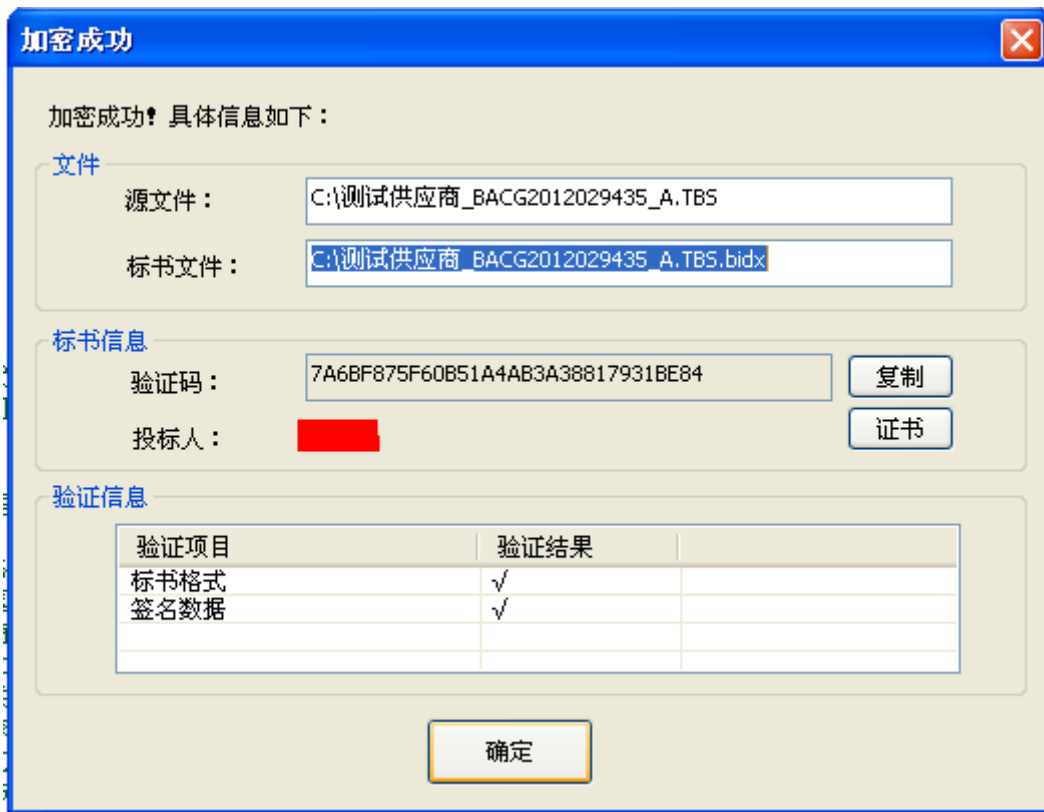 加密成功
加密成功！具体信息如下：
文件
源文件： C:\测试供应商_BACG2012029435_A.TBS
标书文件： C:\测试供应商_BACG2012029435_A.TBS.bidx
标书信息
验证码： 7A6BF875F60B51A4AB3A38817931BE84 复制
投标人： 证书
验证信息
验证项目 验证结果
标书格式 √
签名数据 √
确定